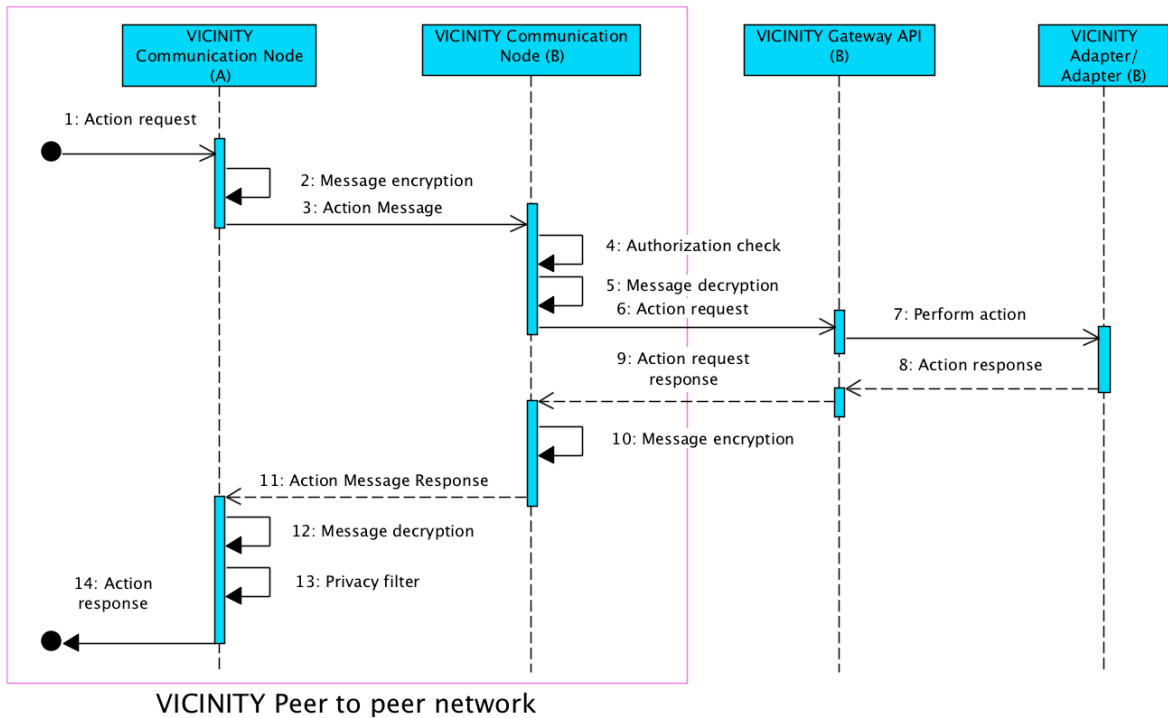 VICINITY
Communication Node
(A)
VICINITY Communication
Node (B)
VICINITY Gateway API
(B)
VICINITY
Adapter/
Adapter (B)
1: Action request
2: Message encryption
3: Action Message
4: Authorization check
5: Message decryption
6: Action request
7: Perform action
8: Action response
9: Action request
response
10: Message encryption
11: Action Message Response
12: Message decryption
13: Privacy filter
14: Action
response
VICINITY Peer to peer network